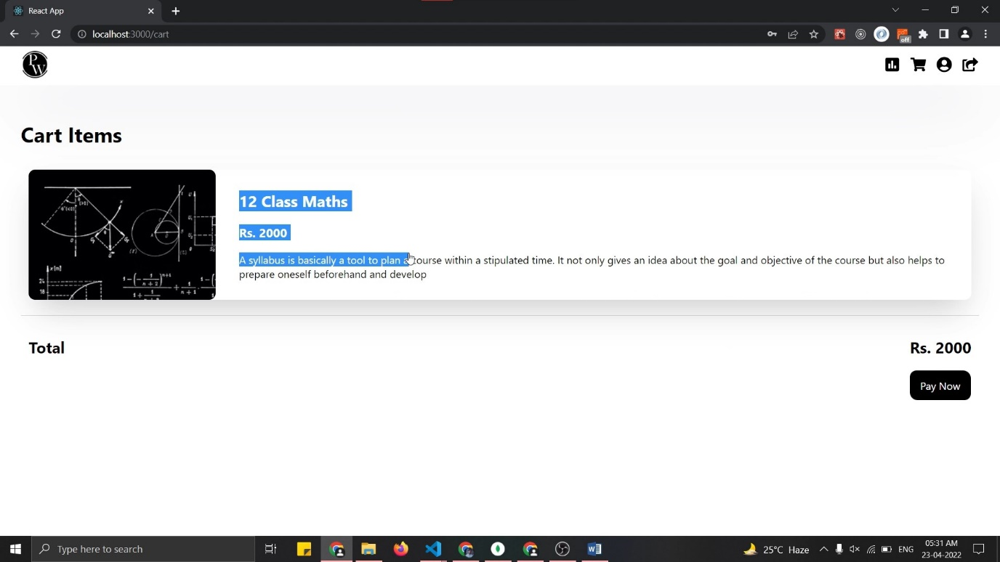 React App
localhost:3000/cart
off
PW
Cart Items
12 Class Maths
Rs. 2000
A syllabus is basically a tool to plan a course within a stipulated time. It not only gives an idea about the goal and objective of the course but also helps to
prepare oneself beforehand and develop
Total
Rs. 2000
Pay Now
Type here to search
25°C Haze
ENG
05:31 AM
23-04-2022